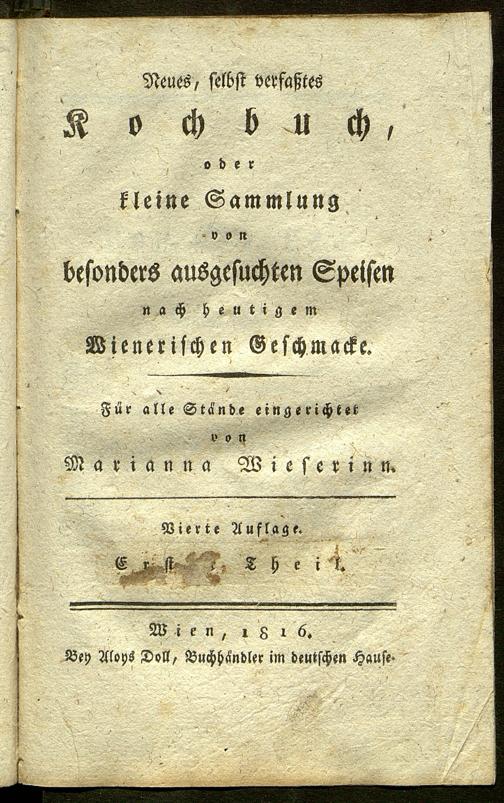 Neues, selbst verfaßtes
Kochbuch,
oder
kleine Sammlung
von
besonders ausgesuchten Speisen
nach heutigem
Wienerischen Geschmacke.
Für alle Stände eingerichtet
von
Marianna Wieserinn.
Vierte Auflage.
Theil.
Wien, 1816.
Bey Aloys Doll, Buchhändler im deutschen Hause.